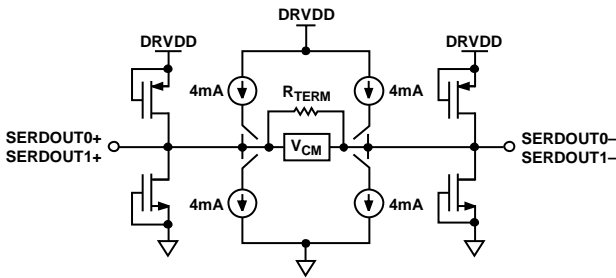 DRVDD
DRVDD
DRVDD
4mA
RTERM
4mA
SERDOUT0+
SERDOUT1+
VCM
SERDOUT0–
SERDOUT1–
4mA
4mA